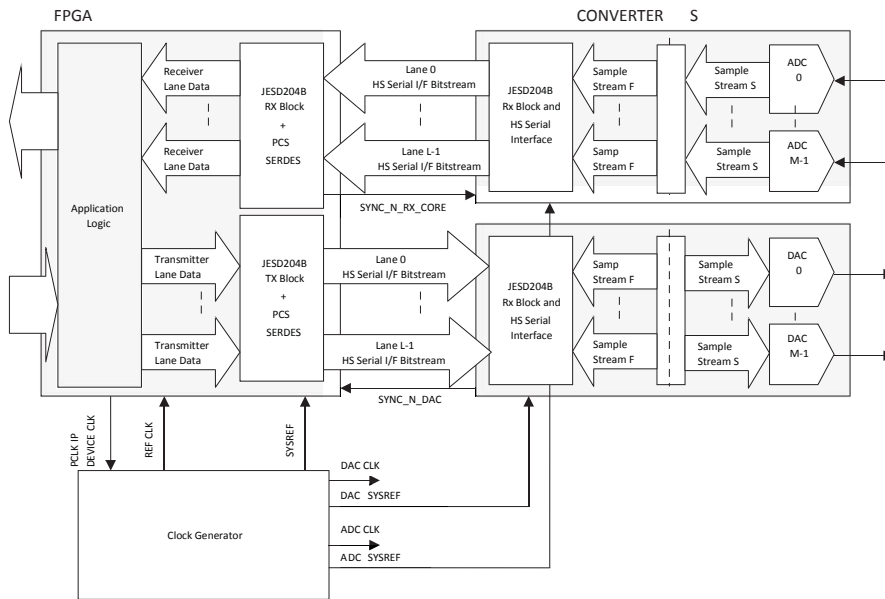 FPGA
CONVERTER S
Receiver
Lane Data
Receiver
Lane Data
JESD204B
RX Block
+
PCS
SERDES
Lane 0
HS Serial I/F Bitstream
Lane L-1
HS Serial I/F Bitstream
SYNC_N_RX_CORE
JESD204B
Rx Block and
HS Serial
Interface
Sample
Stream F
Samp
Stream F
Sample
Stream S
Sample
Stream S
ADC
0
ADC
M-1
Application
Logic
Transmitter
Lane Data
Transmitter
Lane Data
JESD204B
TX Block
+
PCS
SERDES
Lane 0
HS Serial I/F Bitstream
Lane L-1
HS Serial I/F Bitstream
SYNC_N_DAC
JESD204B
Rx Block and
HS Serial
Interface
Samp
Stream F
Sample
Stream F
Sample
Stream S
Sample
Stream S
DAC
0
DAC
M-1
PCLK IP
DEVICE CLK
REF CLK
SYSREF
Clock Generator
DAC CLK
DAC SYSREF
ADC CLK
ADC SYSREF